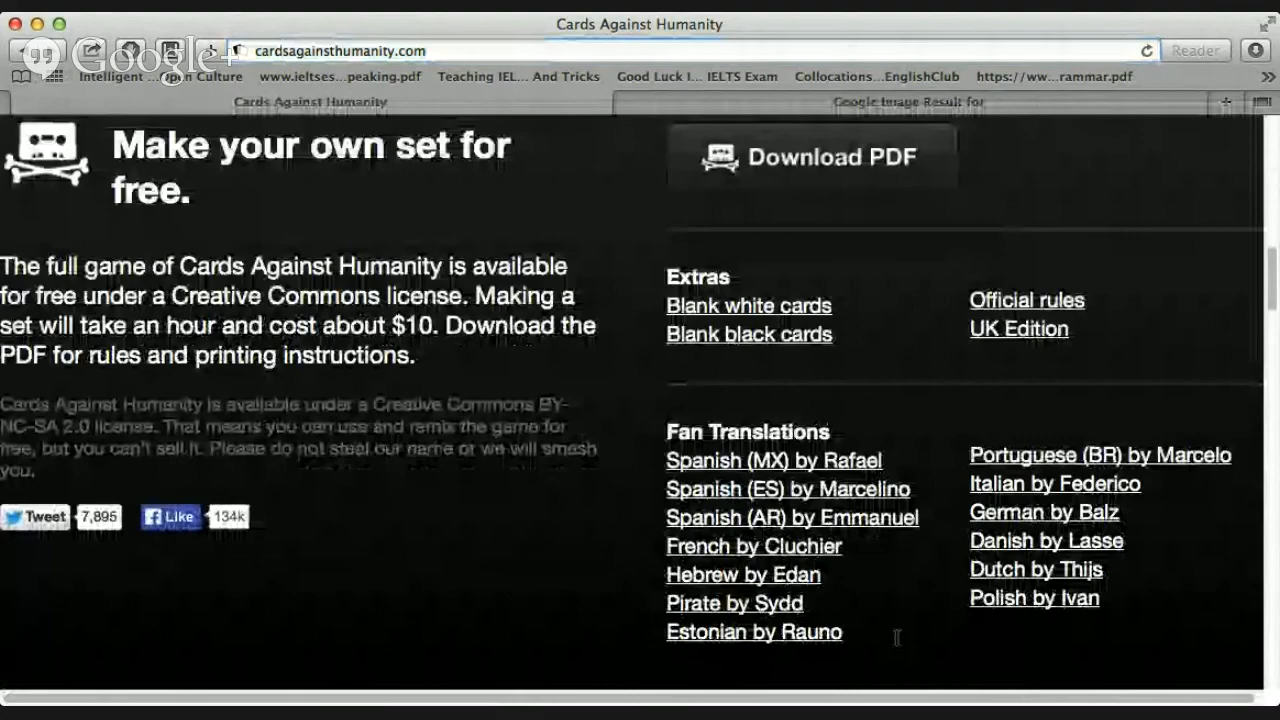 Cards Against Humanity
Google+
cardsagainsthumanity.com
Reader
Intelligent ...Open Culture
www.ieltses...peaking.pdf
Teaching IEL... And Tricks
Good Luck I... IELTS Exam
Collocations...EnglishClub
https://ww...rammar.pdf
Cards Against Humanity
Google Image Result for
Make your own set for
free.
The full game of Cards Against Humanity is available
for free under a Creative Commons license. Making a
set will take an hour and cost about $10. Download the
PDF for rules and printing instructions.
Cards Against Humanity is available under a Creative Commons BY-
NC-SA 2.0 license. That means you can use and remix the game for
free, but you can't sell it. Please do not steal our name or we will smash
you.
Tweet 7,895 Like 134k
Download PDF
Extras
Blank white cards
Blank black cards
Official rules
UK Edition
Fan Translations
Spanish (MX) by Rafael
Spanish (ES) by Marcelino
Spanish (AR) by Emmanuel
French by Cluchier
Hebrew by Edan
Pirate by Sydd
Estonian by Rauno
Portuguese (BR) by Marcelo
Italian by Federico
German by Balz
Danish by Lasse
Dutch by Thijs
Polish by Ivan